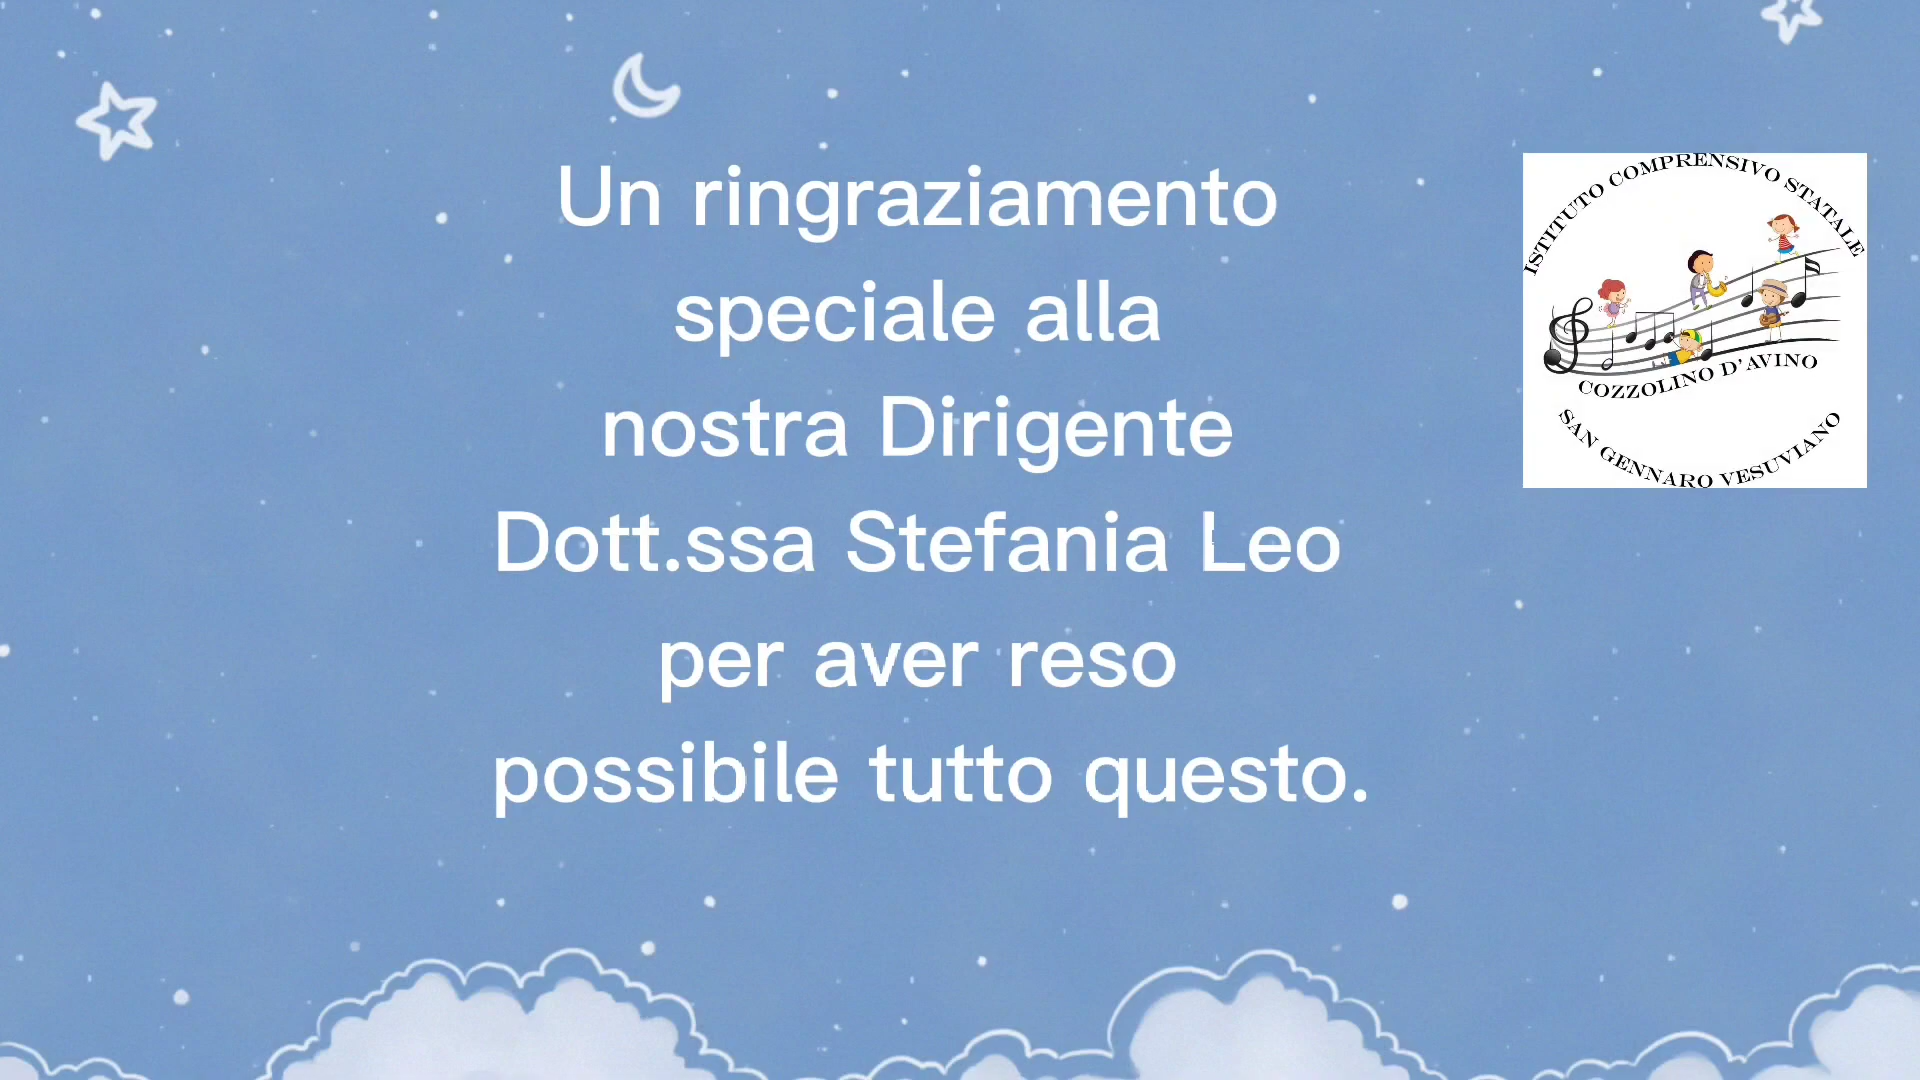 Un ringraziamento
speciale alla
nostra Dirigente
Dott.ssa Stefania Leo
per aver reso
possibile tutto questo.
ISTITUTO COMPRENSIVO STATALE
COZZOLINO D'AVINO
SAN GENNARO VESUVIANO